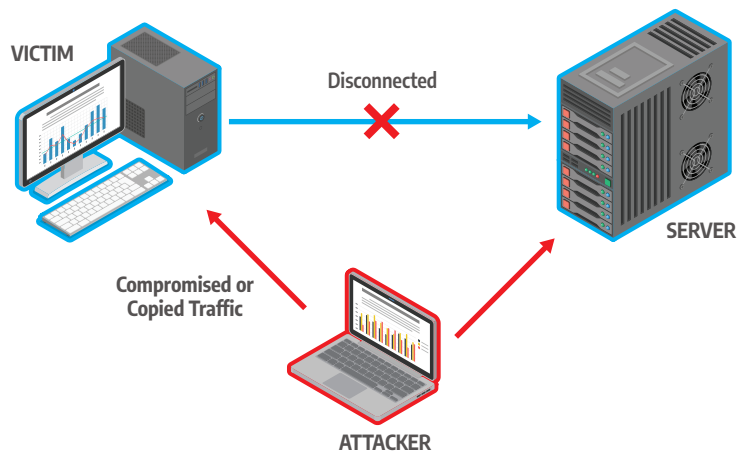 VICTIM
Disconnected
SERVER
Compromised or
Copied Traffic
ATTACKER